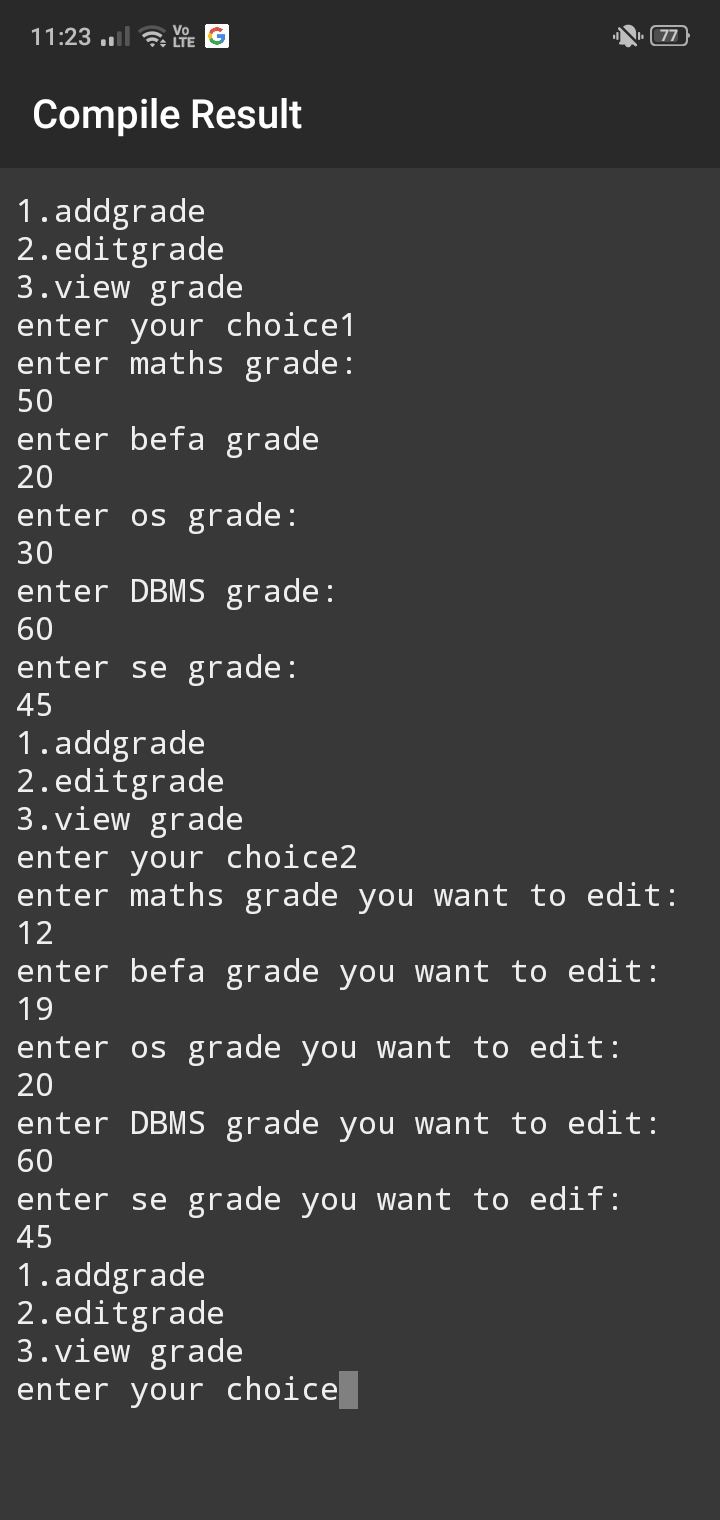 11:23 Vo LTE G 77
Compile Result
1.addgrade
2.editgrade
3.view grade
enter your choice1
enter maths grade:
50
enter befa grade
20
enter os grade:
30
enter DBMS grade:
60
enter se grade:
45
1.addgrade
2.editgrade
3.view grade
enter your choice2
enter maths grade you want to edit:
12
enter befa grade you want to edit:
19
enter os grade you want to edit:
20
enter DBMS grade you want to edit:
60
enter se grade you want to edif:
45
1.addgrade
2.editgrade
3.view grade
enter your choice